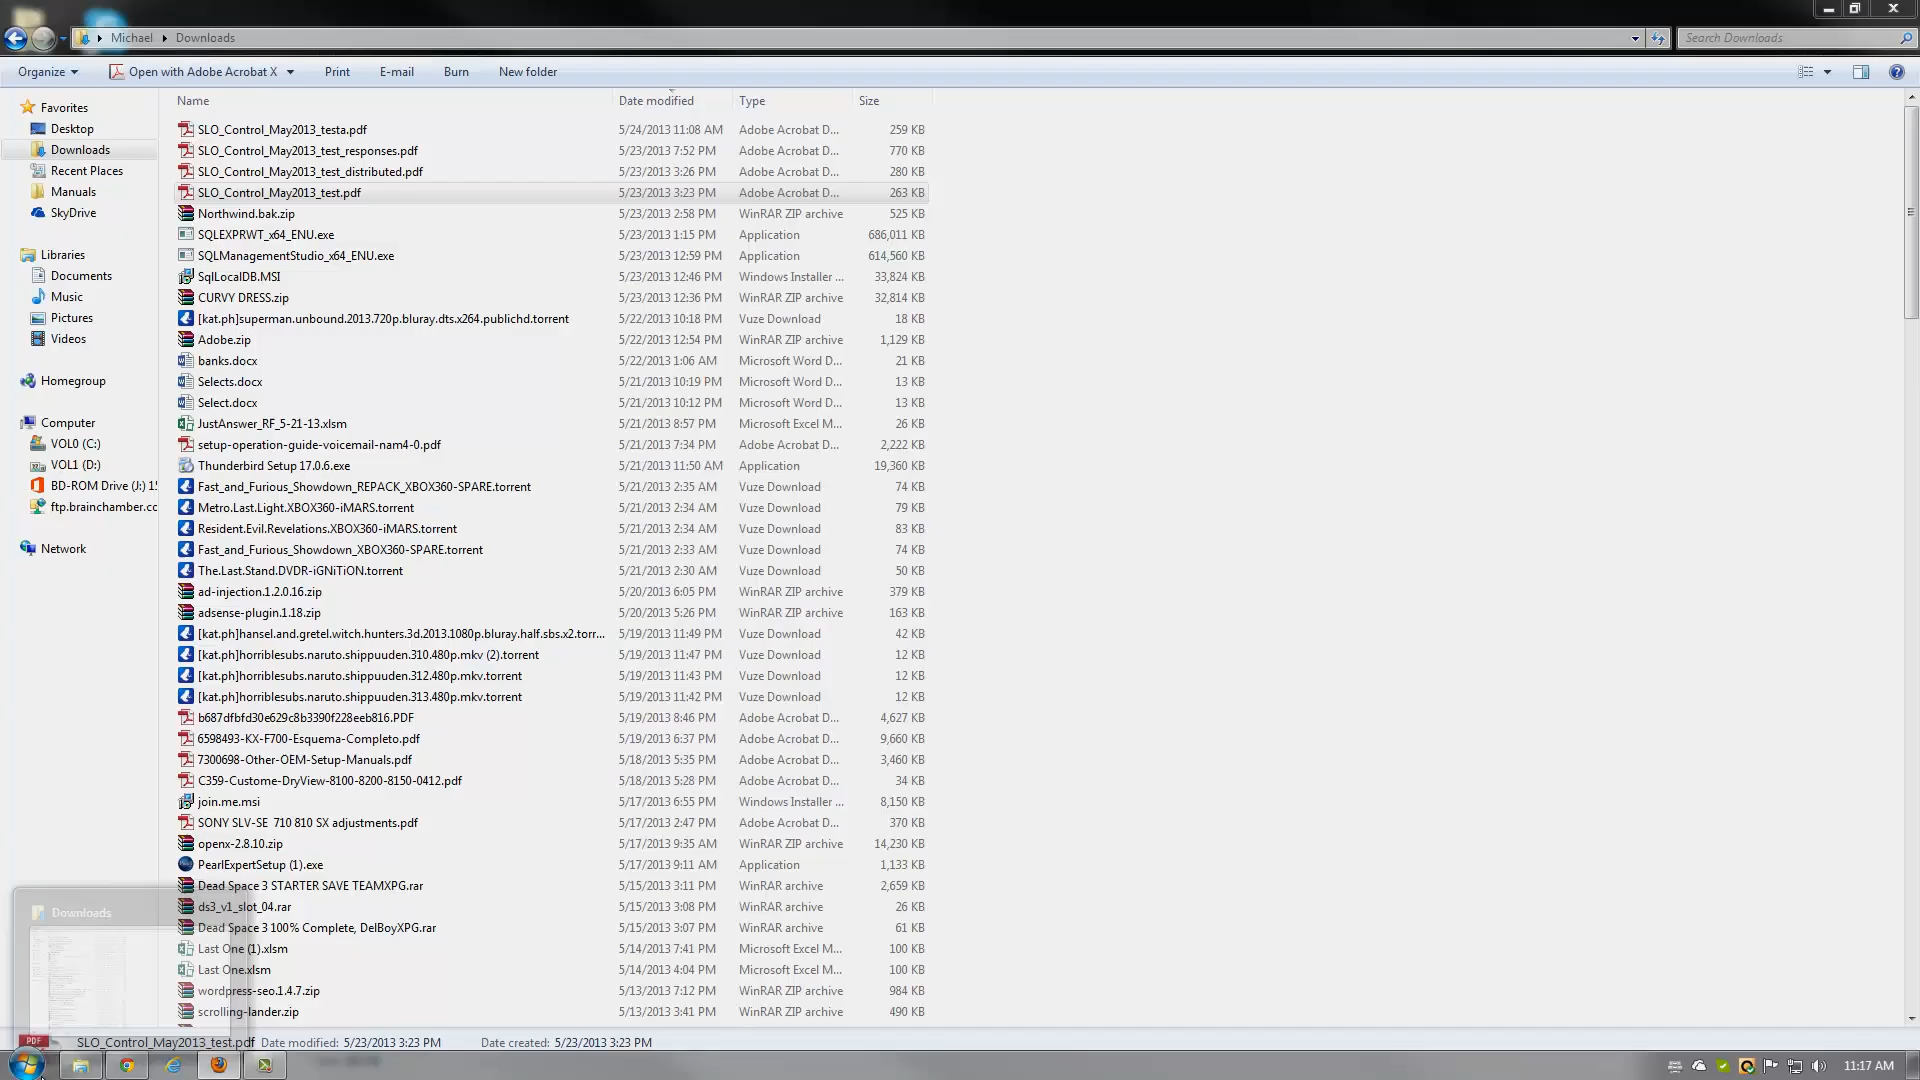 Michael Downloads
Search Downloads
Organize Open with Adobe Acrobat X Print E-mail Burn New folder
Name Date modified Type Size
Favorites
Desktop
Downloads
Recent Places
Manuals
SkyDrive
Libraries
Documents
Music
Pictures
Videos
Homegroup
Computer
VOL0 (C:)
VOL1 (D:)
BD-ROM Drive (J:) 15
ftp.brainchamber.cc
Network
SLO_Control_May2013_testa.pdf 5/24/2013 11:08 AM Adobe Acrobat D... 259 KB
SLO_Control_May2013_test_responses.pdf 5/23/2013 7:52 PM Adobe Acrobat D... 770 KB
SLO_Control_May2013_test_distributed.pdf 5/23/2013 3:26 PM Adobe Acrobat D... 280 KB
SLO_Control_May2013_test.pdf 5/23/2013 3:23 PM Adobe Acrobat D... 263 KB
Northwind.bak.zip 5/23/2013 2:58 PM WinRAR ZIP archive 525 KB
SQLEXPRWT_x64_ENU.exe 5/23/2013 1:15 PM Application 686,011 KB
SQLManagementStudio_x64_ENU.exe 5/23/2013 12:59 PM Application 614,560 KB
SqlLocalDB.MSI 5/23/2013 12:46 PM Windows Installer ... 33,824 KB
CURVY DRESS.zip 5/23/2013 12:36 PM WinRAR ZIP archive 32,814 KB
[kat.ph]superman.unbound.2013.720p.bluray.dts.x264.publichd.torrent 5/22/2013 10:18 PM Vuze Download 18 KB
Adobe.zip 5/22/2013 12:54 PM WinRAR ZIP archive 1,129 KB
banks.docx 5/22/2013 1:06 AM Microsoft Word D... 21 KB
Selects.docx 5/21/2013 10:19 PM Microsoft Word D... 13 KB
Select.docx 5/21/2013 10:12 PM Microsoft Word D... 13 KB
JustAnswer_RF_5-21-13.xlsm 5/21/2013 8:57 PM Microsoft Excel M... 26 KB
setup-operation-guide-voicemail-nam4-0.pdf 5/21/2013 7:34 PM Adobe Acrobat D... 2,222 KB
Thunderbird Setup 17.0.6.exe 5/21/2013 11:50 AM Application 19,360 KB
Fast_and_Furious_Showdown_REPACK_XBOX360-SPARE.torrent 5/21/2013 2:35 AM Vuze Download 74 KB
Metro.Last.Light.XBOX360-iMARS.torrent 5/21/2013 2:34 AM Vuze Download 79 KB
Resident.Evil.Revelations.XBOX360-iMARS.torrent 5/21/2013 2:34 AM Vuze Download 83 KB
Fast_and_Furious_Showdown_XBOX360-SPARE.torrent 5/21/2013 2:33 AM Vuze Download 74 KB
The.Last.Stand.DVDR-iGNiTiON.torrent 5/21/2013 2:30 AM Vuze Download 50 KB
ad-injection.1.2.0.16.zip 5/20/2013 6:05 PM WinRAR ZIP archive 379 KB
adsense-plugin.1.18.zip 5/20/2013 5:26 PM WinRAR ZIP archive 163 KB
[kat.ph]hansel.and.gretel.witch.hunters.3d.2013.1080p.bluray.half.sbs.x2.torr... 5/19/2013 11:49 PM Vuze Download 42 KB
[kat.ph]horriblesubs.naruto.shippuuden.310.480p.mkv (2).torrent 5/19/2013 11:47 PM Vuze Download 12 KB
[kat.ph]horriblesubs.naruto.shippuuden.312.480p.mkv.torrent 5/19/2013 11:43 PM Vuze Download 12 KB
[kat.ph]horriblesubs.naruto.shippuuden.313.480p.mkv.torrent 5/19/2013 11:42 PM Vuze Download 12 KB
b687dfbfd30e629c8b3390f228eeb816.PDF 5/19/2013 8:46 PM Adobe Acrobat D... 4,627 KB
6598493-KX-F700-Esquema-Completo.pdf 5/19/2013 6:37 PM Adobe Acrobat D... 9,660 KB
7300698-Other-OEM-Setup-Manuals.pdf 5/18/2013 5:35 PM Adobe Acrobat D... 3,460 KB
C359-Custome-DryView-8100-8200-8150-0412.pdf 5/18/2013 5:28 PM Adobe Acrobat D... 34 KB
join.me.msi 5/17/2013 6:55 PM Windows Installer ... 8,150 KB
SONY SLV-SE 710 810 SX adjustments.pdf 5/17/2013 2:47 PM Adobe Acrobat D... 370 KB
openx-2.8.10.zip 5/17/2013 9:35 AM WinRAR ZIP archive 14,230 KB
PearlExpertSetup (1).exe 5/17/2013 9:11 AM Application 1,133 KB
Dead Space 3 STARTER SAVE TEAMXPG.rar 5/15/2013 3:11 PM WinRAR archive 2,659 KB
ds3_v1_slot_04.rar 5/15/2013 3:08 PM WinRAR archive 26 KB
Dead Space 3 100% Complete, DelBoyXPG.rar 5/15/2013 3:07 PM WinRAR archive 61 KB
Last One (1).xlsm 5/14/2013 7:41 PM Microsoft Excel M... 100 KB
Last One.xlsm 5/14/2013 4:04 PM Microsoft Excel M... 100 KB
wordpress-seo.1.4.7.zip 5/13/2013 7:12 PM WinRAR ZIP archive 984 KB
scrolling-lander.zip 5/13/2013 3:41 PM WinRAR ZIP archive 490 KB
Downloads
PDF
SLO_Control_May2013_test.pdf Date modified: 5/23/2013 3:23 PM Date created: 5/23/2013 3:23 PM
11:17 AM